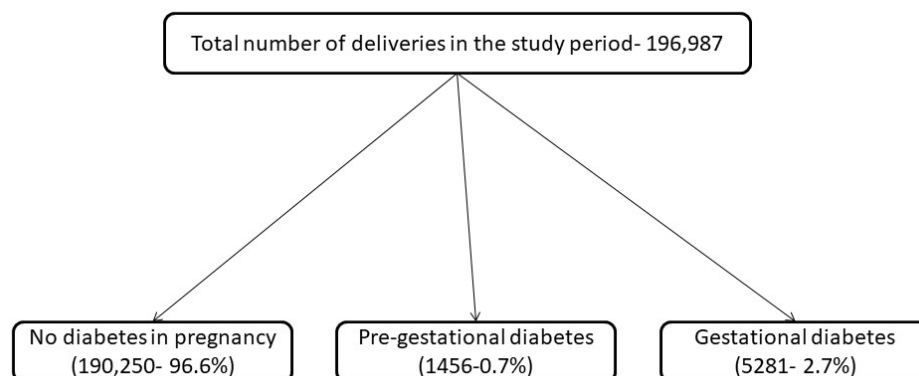 Total number of deliveries in the study period- 196,987
No diabetes in pregnancy
(190,250- 96.6%)
Pre-gestational diabetes
(1456-0.7%)
Gestational diabetes
(5281- 2.7%)